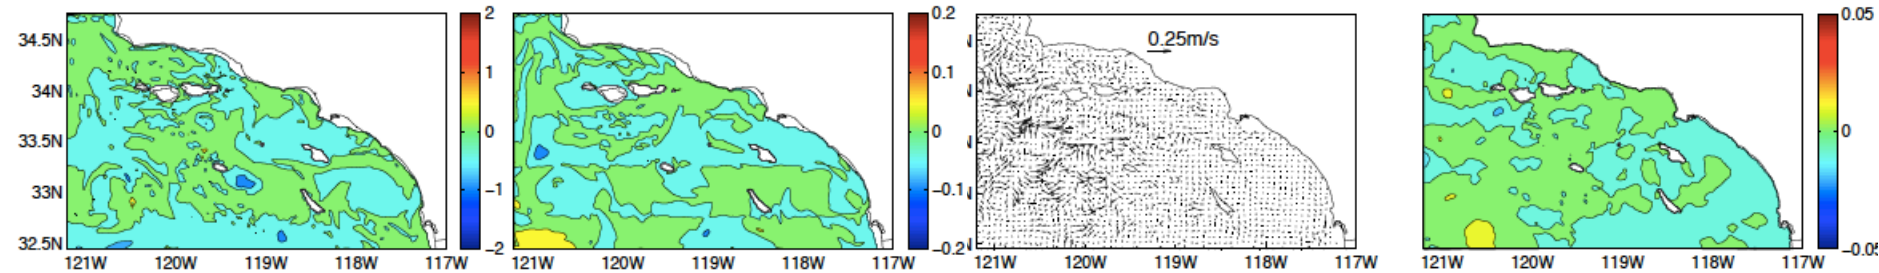 2 0.2 0.05
34.5N N 0.25m/s
34N 1 0.1 N
33.5N 0 0 N 0
33N −1 −0.1 N
32.5N −2 −0.2 −0.05
121W 120W 119W 118W 117W 121W 120W 119W 118W 117W 121W 120W 119W 118W 117W 121W 120W 119W 118W 117W